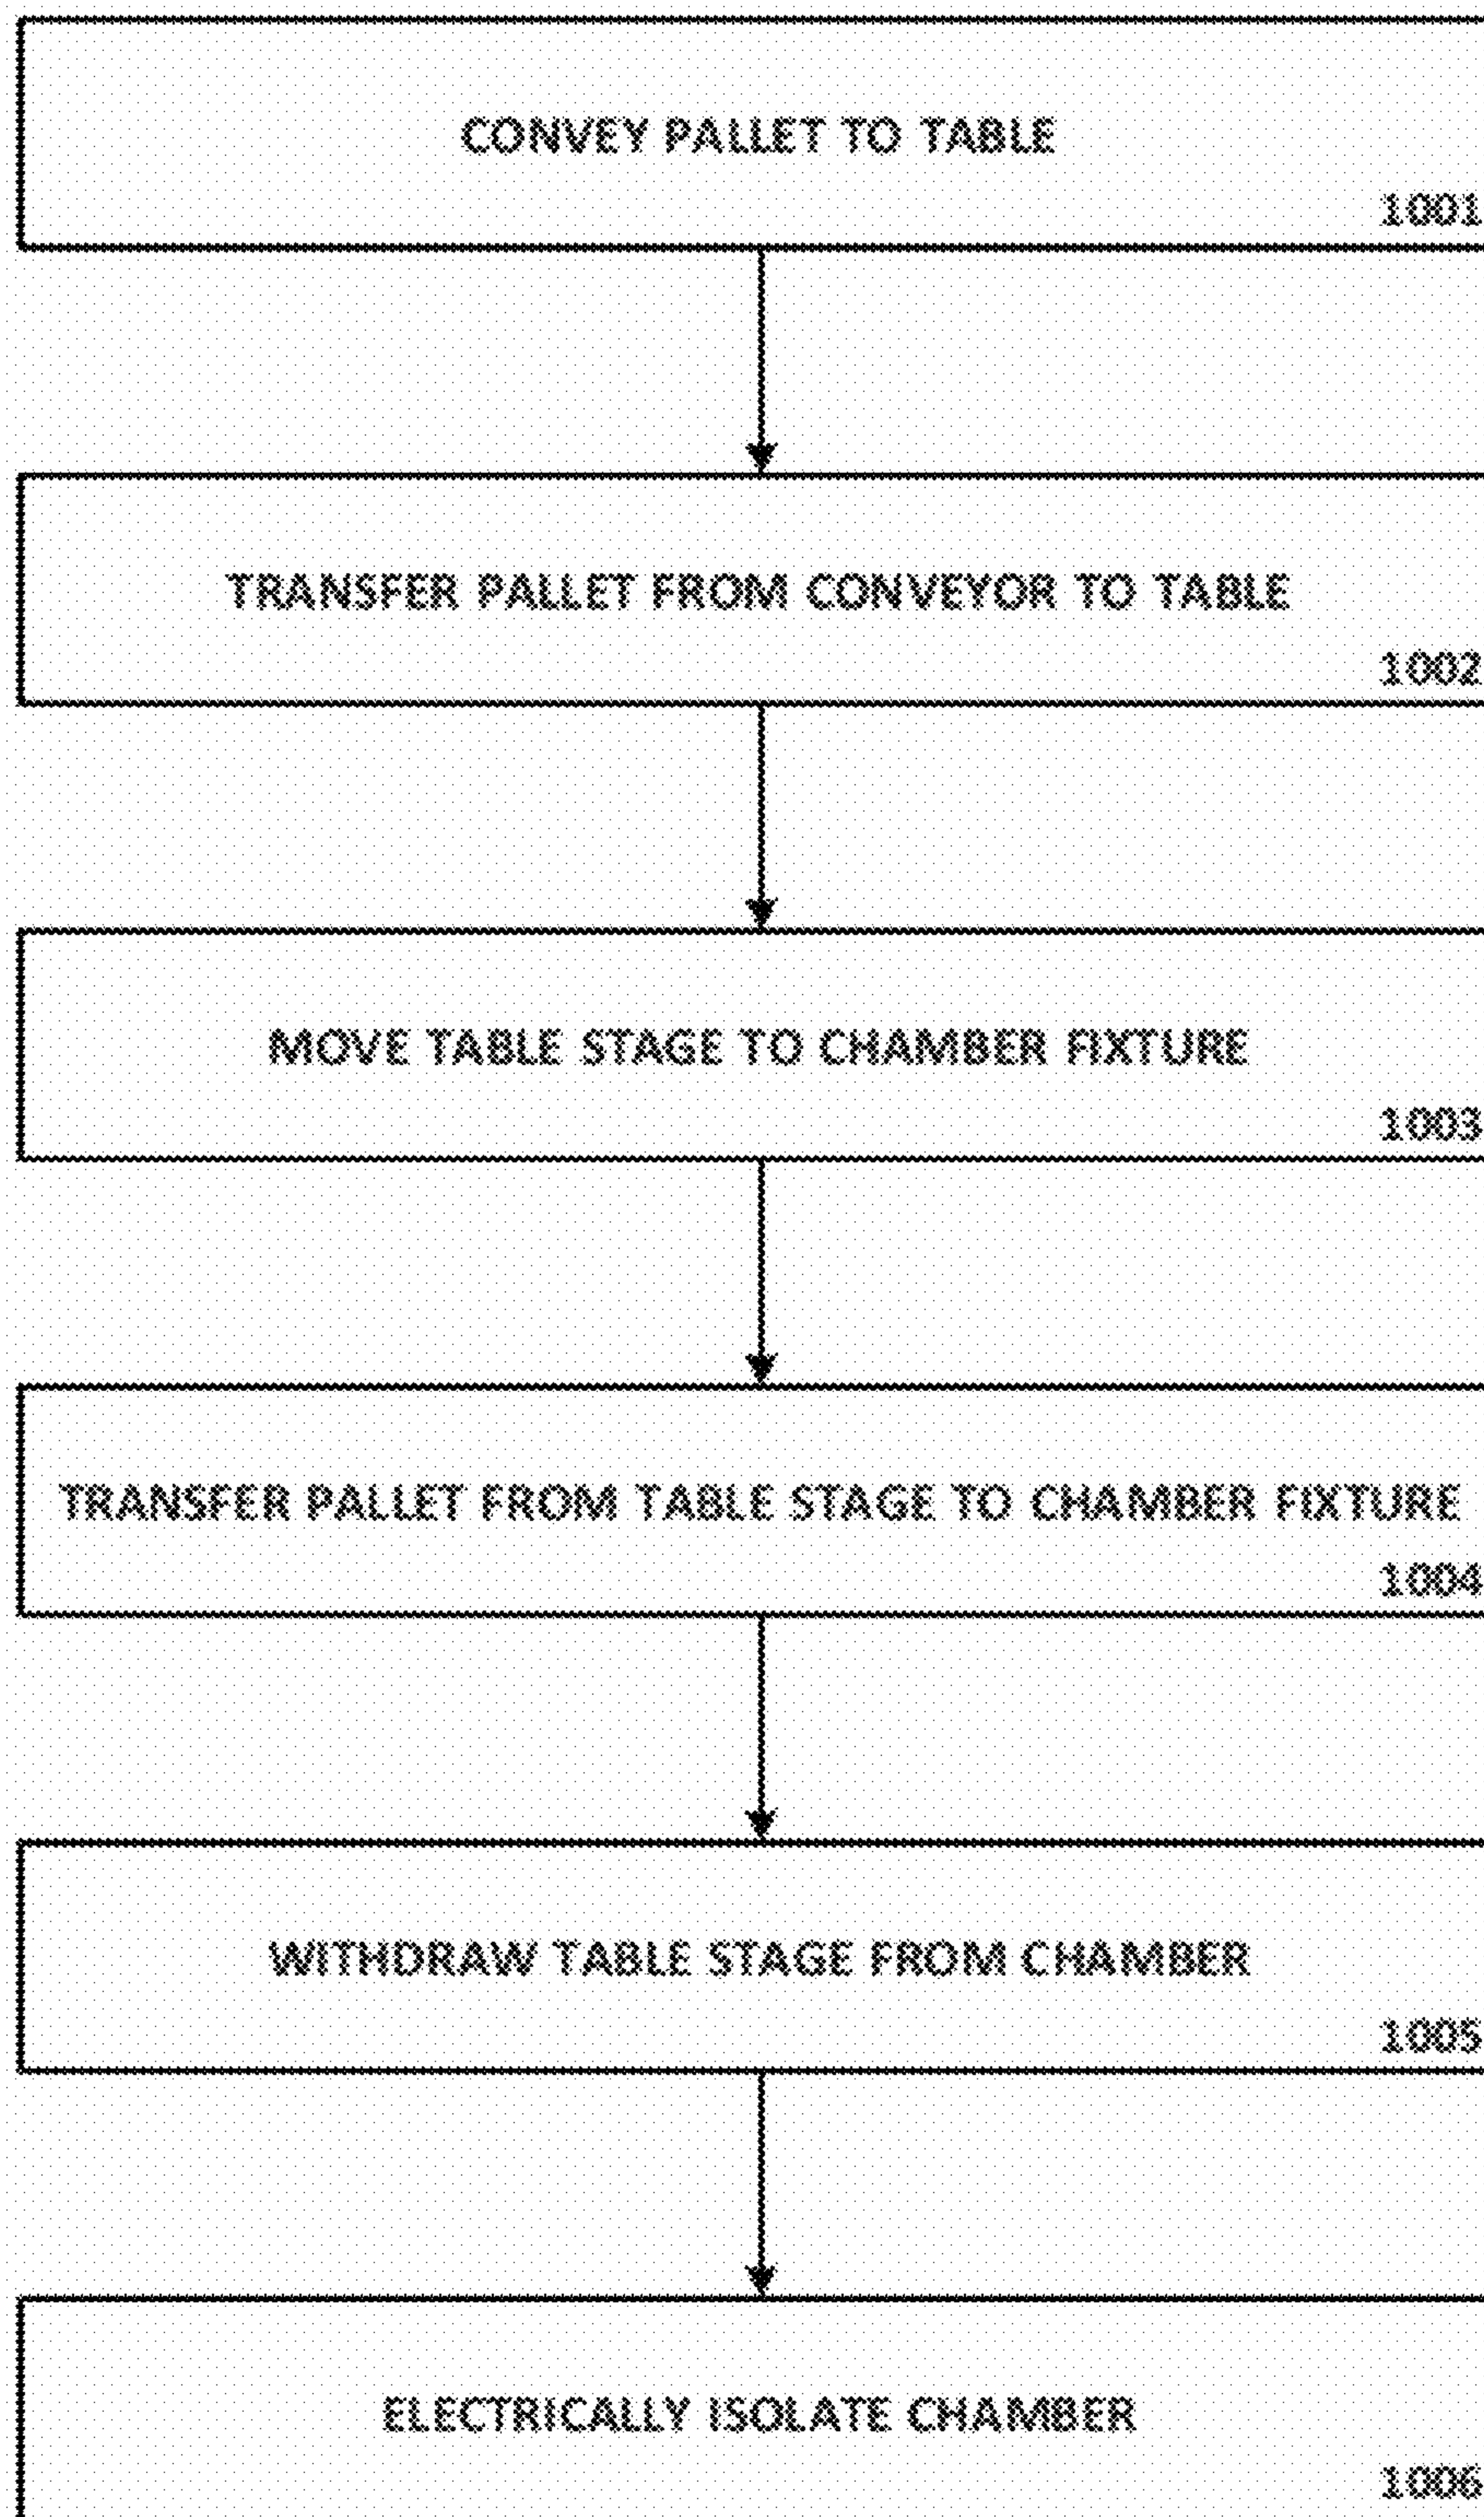 CONVEY PALLET TO TABLE
1001
TRANSFER PALLET FROM CONVEYOR TO TABLE
1002
MOVE TABLE STAGE TO CHAMBER FIXTURE
1003
TRANSFER PALLET FROM TABLE STAGE TO CHAMBER FIXTURE
1004
WITHDRAW TABLE STAGE FROM CHAMBER
1005
ELECTRICALLY ISOLATE CHAMBER
1006